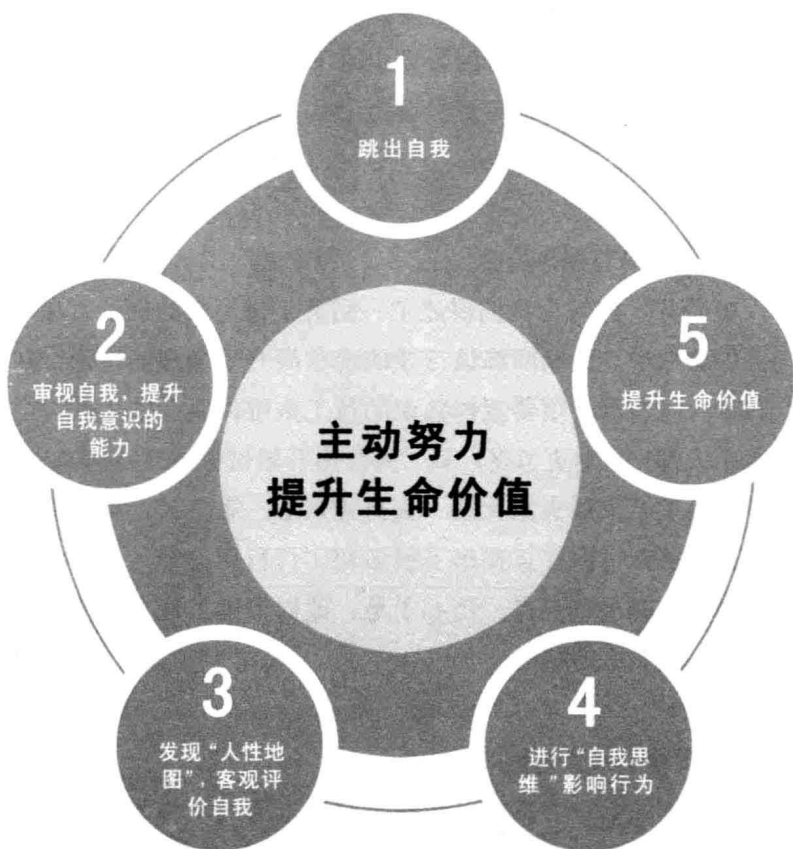 1
跳出自我
2
审视自我，提升
自我意识的
能力
3
发现“人性地
图”，客观评
价自我
4
进行“自我思
维”影响行为
5
提升生命价值
主动努力
提升生命价值